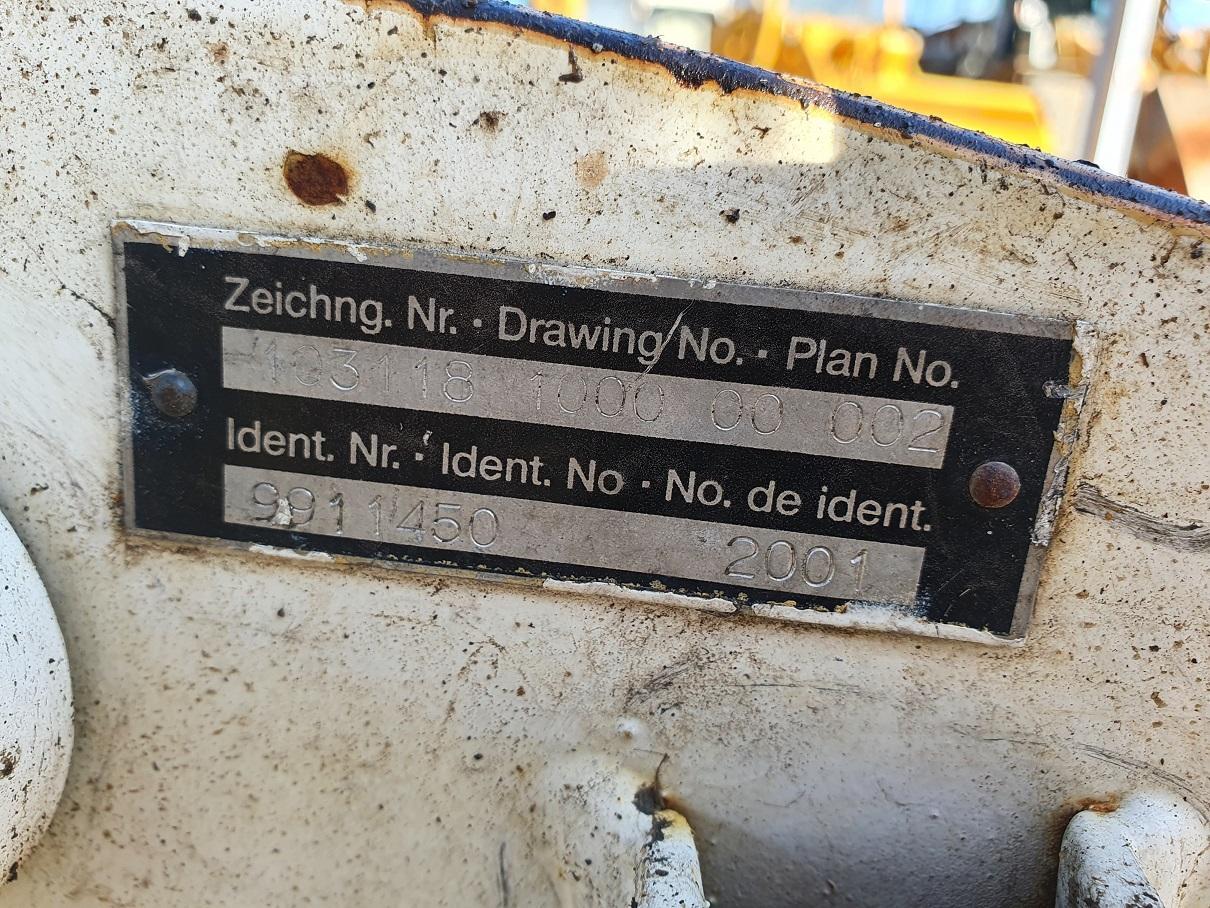 Zeichng. Nr. · Drawing No. · Plan No.
103118 1000 00 002
Ident. Nr. · Ident. No · No. de ident.
9911450 2001